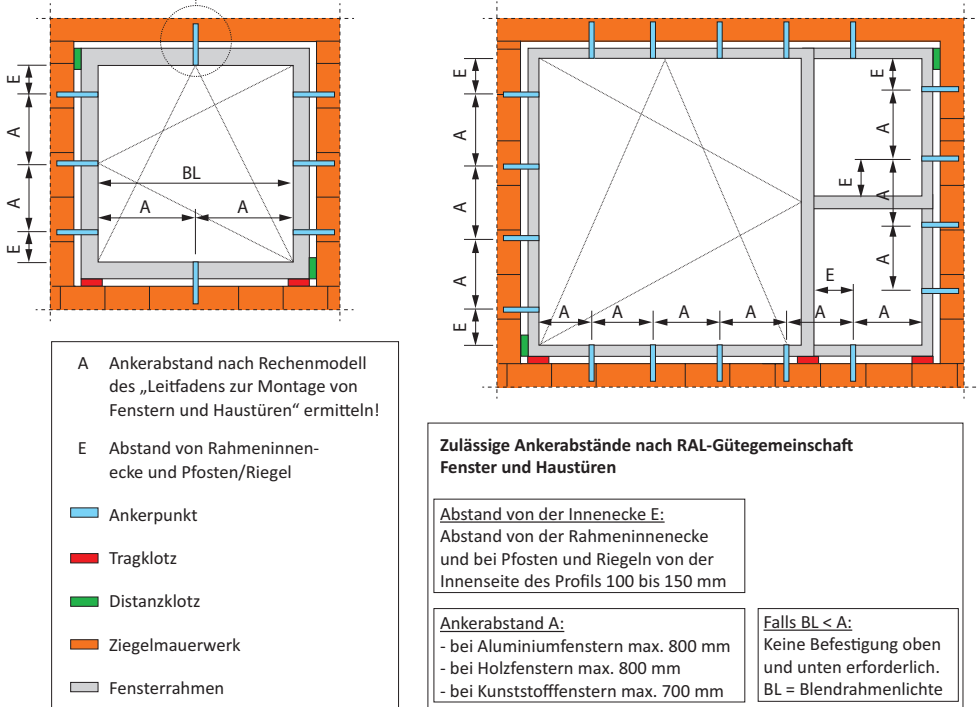 E
A
A
E
BL
A
A
E
A
A
A
E
E
A
E
A
A
E
A
A
A
A
A
A
A Ankerabstand nach Rechenmodell
des „Leitfadens zur Montage von
Fenstern und Haustüren“ ermitteln!
E Abstand von Rahmeninnen-
ecke und Pfosten/Riegel
Ankerpunkt
Tragklotz
Distanzklotz
Ziegelmauerwerk
Fensterrahmen
Zulässige Ankerabstände nach RAL-Gütegemeinschaft
Fenster und Haustüren
Abstand von der Innenecke E:
Abstand von der Rahmeninnenecke
und bei Pfosten und Riegeln von der
Innenseite des Profils 100 bis 150 mm
Ankerabstand A:
- bei Aluminiumfenstern max. 800 mm
- bei Holzfenstern max. 800 mm
- bei Kunststofffenstern max. 700 mm
Falls BL < A:
Keine Befestigung oben
und unten erforderlich.
BL = Blendrahmenlichte